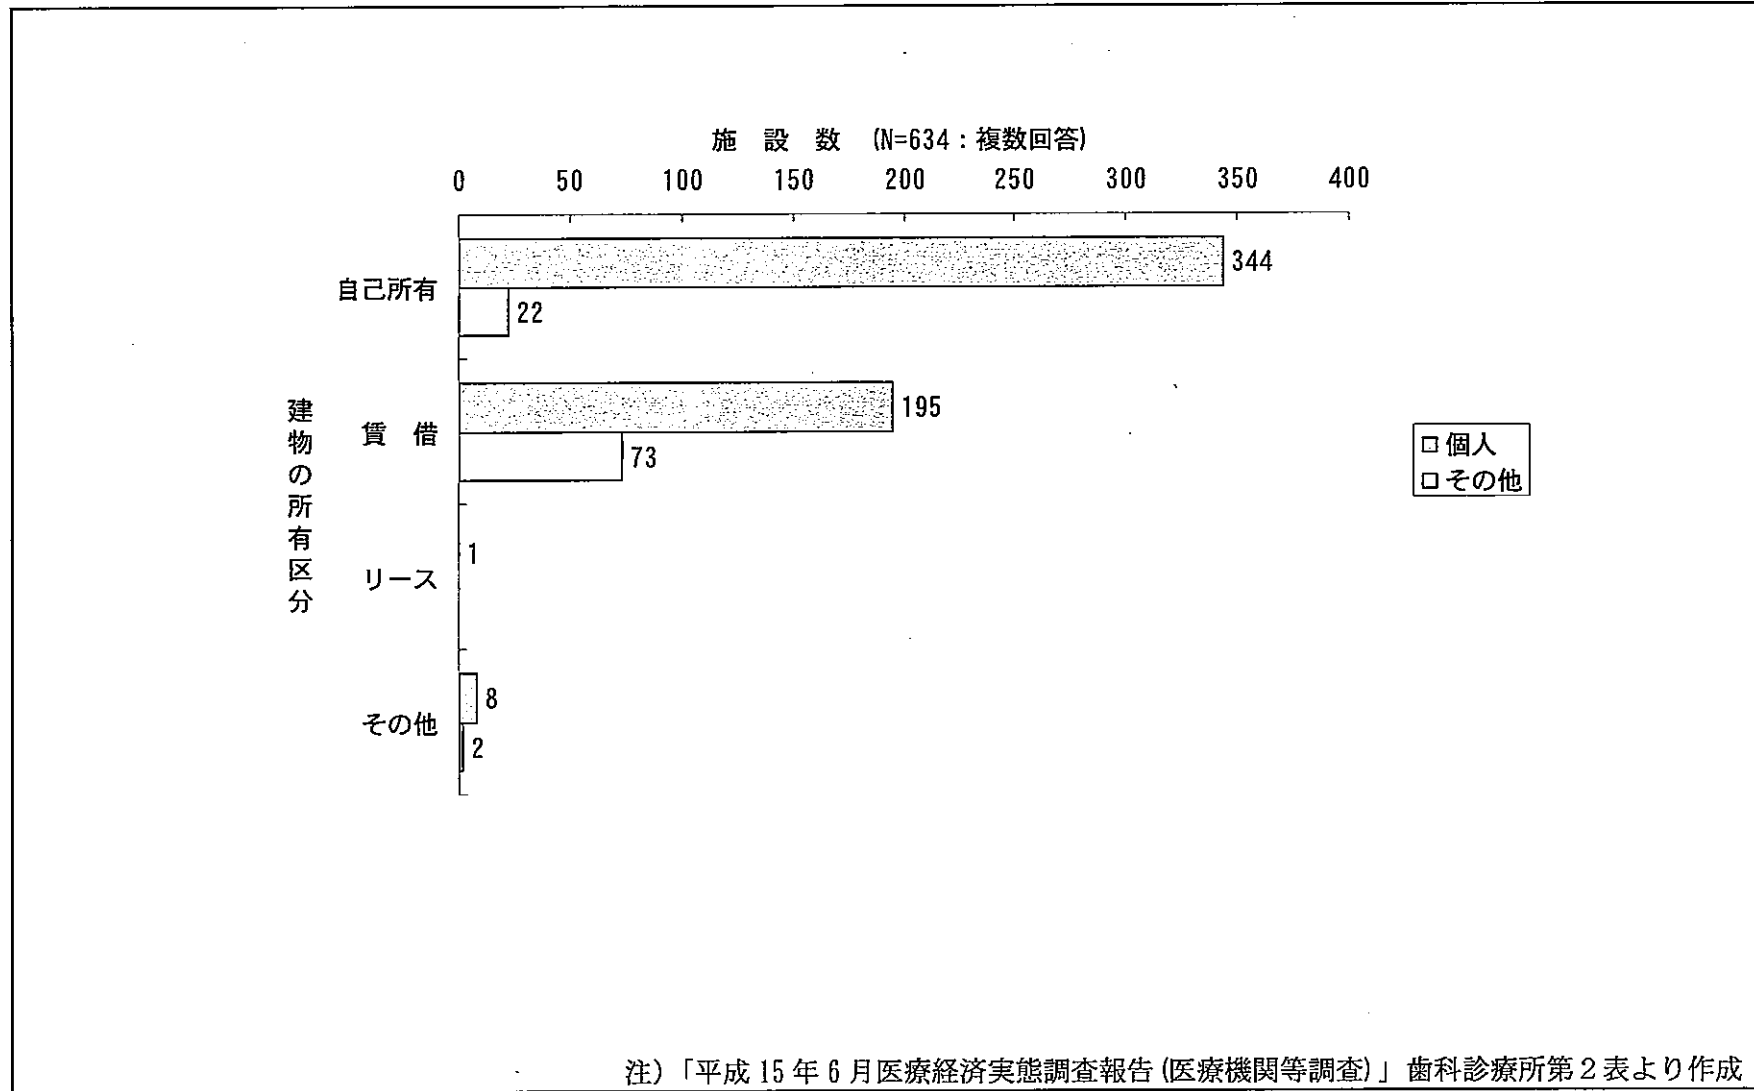 施 設 数 (N=634：複数回答)
0 50 100 150 200 250 300 350 400
自己所有
344
22
賃 借
195
73
リース
1
その他
8
2
建物の所有区分
個人
その他
注）「平成 15 年 6 月医療経済実態調査報告(医療機関等調査)」歯科診療所第２表より作成